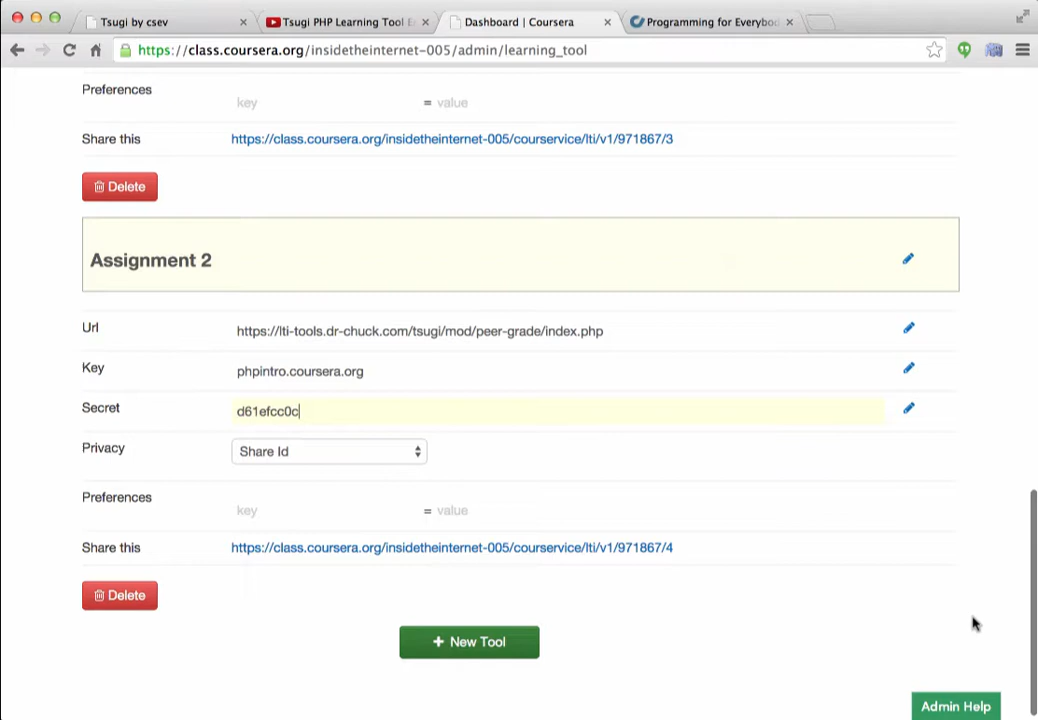 Tsugi by csev
Tsugi PHP Learning Tool E
Dashboard | Coursera
Programming for Everybod
https://class.coursera.org/insidetheinternet-005/admin/learning_tool
Preferences
key = value
Share this https://class.coursera.org/insidetheinternet-005/courservice/lti/v1/971867/3
Delete
Assignment 2
Url https://lti-tools.dr-chuck.com/tsugi/mod/peer-grade/index.php
Key phpintro.coursera.org
Secret d61efcc0c
Privacy Share Id
Preferences
key = value
Share this https://class.coursera.org/insidetheinternet-005/courservice/lti/v1/971867/4
Delete
+ New Tool
Admin Help